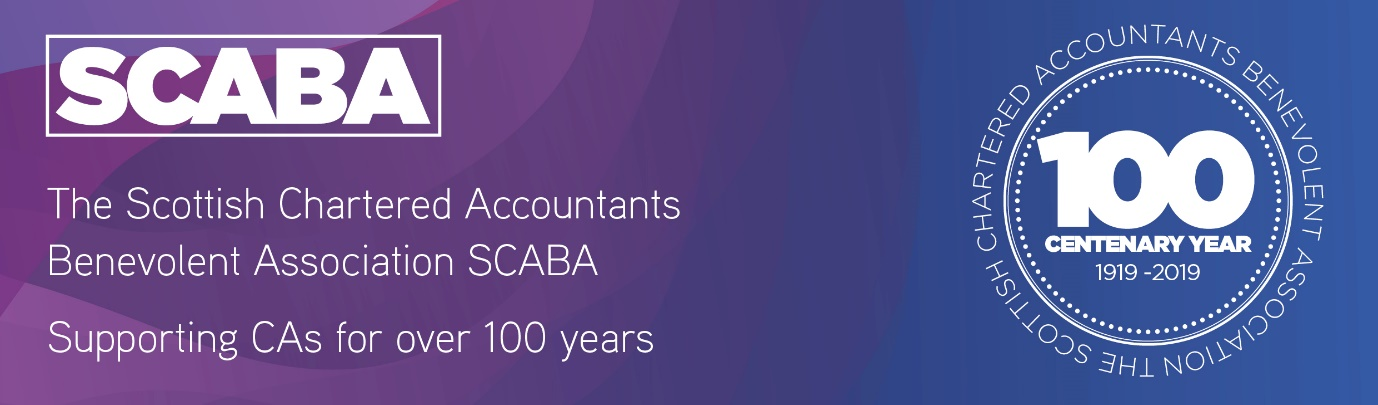 SCABA
The Scottish Chartered Accountants
Benevolent Association SCABA
Supporting CAs for over 100 years
THE SCOTTISH CHARTERED ACCOUNTANTS BENEVOLENT ASSOCIATION
100
CENTENARY YEAR
1919 -2019